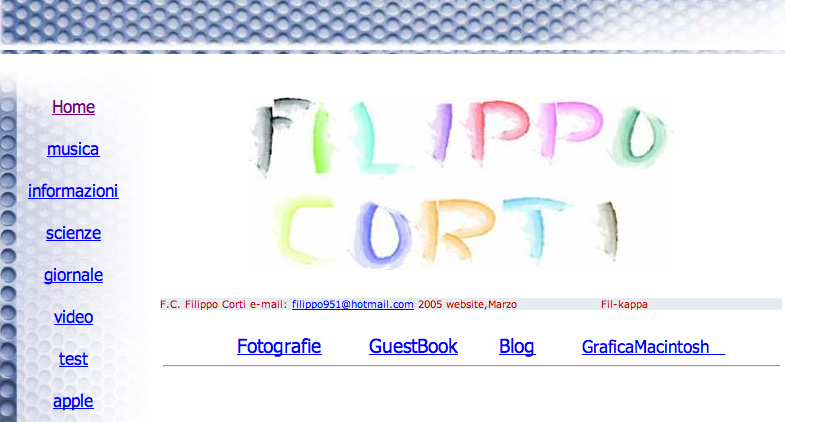 Home
musica
informazioni
scienze
giornale
video
test
apple
FILIPPO
CORTI
F.C. Filippo Corti e-mail: filippo951@hotmail.com 2005 website,Marzo Fil-kappa
Fotografie GuestBook Blog GraficaMacintosh